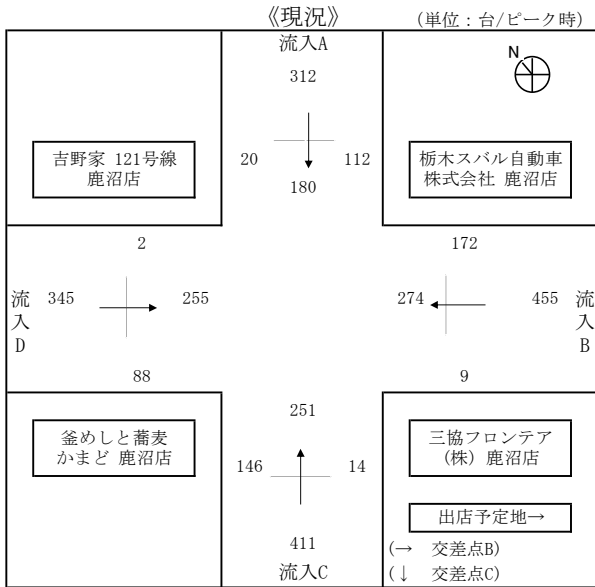 《現況》
(単位:台/ピーク時)
流入A
312
N
吉野家 121号線
鹿沼店
20
112
180
栃木スバル自動車
株式会社 鹿沼店
2
172
流入D
345
255
274
455
流入B
88
9
251
釜めしと蕎麦
かまど 鹿沼店
146
14
三協フロンテア
(株) 鹿沼店
411
流入C
出店予定地→
(→ 交差点B)
(↓ 交差点C)